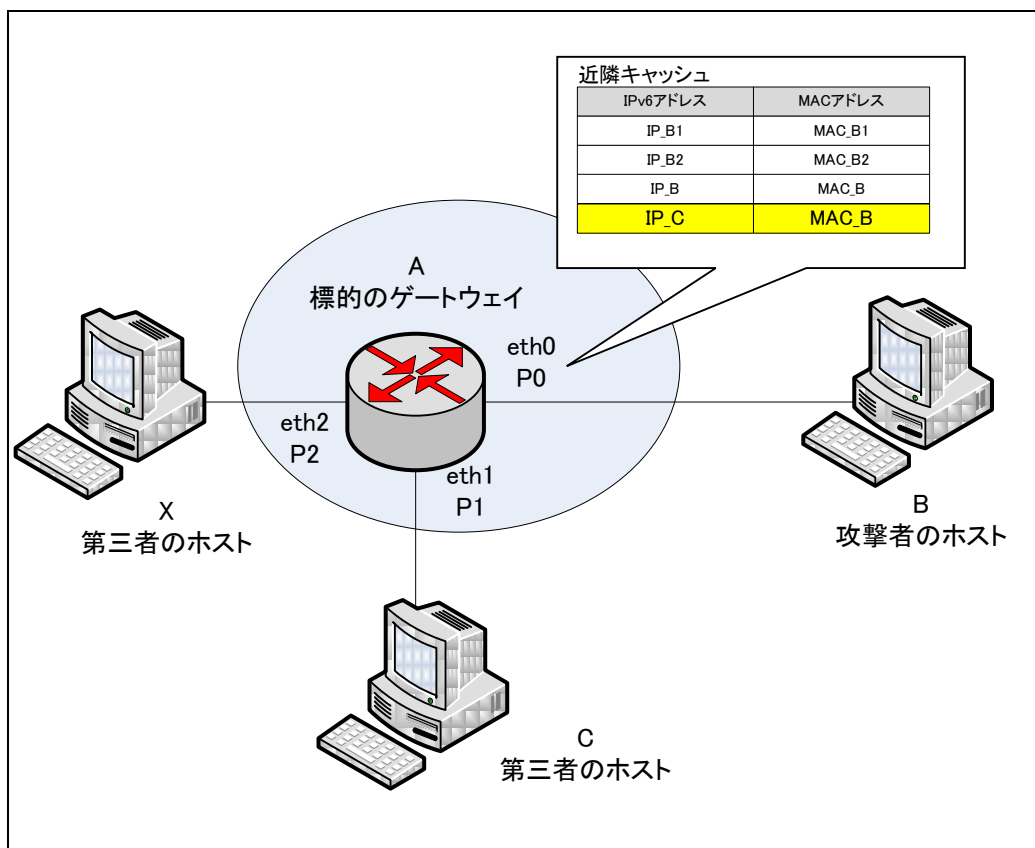 近隣キャッシュ
IPv6アドレス MACアドレス
IP_B1 MAC_B1
IP_B2 MAC_B2
IP_B MAC_B
IP_C MAC_B
A
標的のゲートウェイ
eth0
P0
eth2
P2
eth1
P1
X
第三者のホスト
B
攻撃者のホスト
C
第三者のホスト